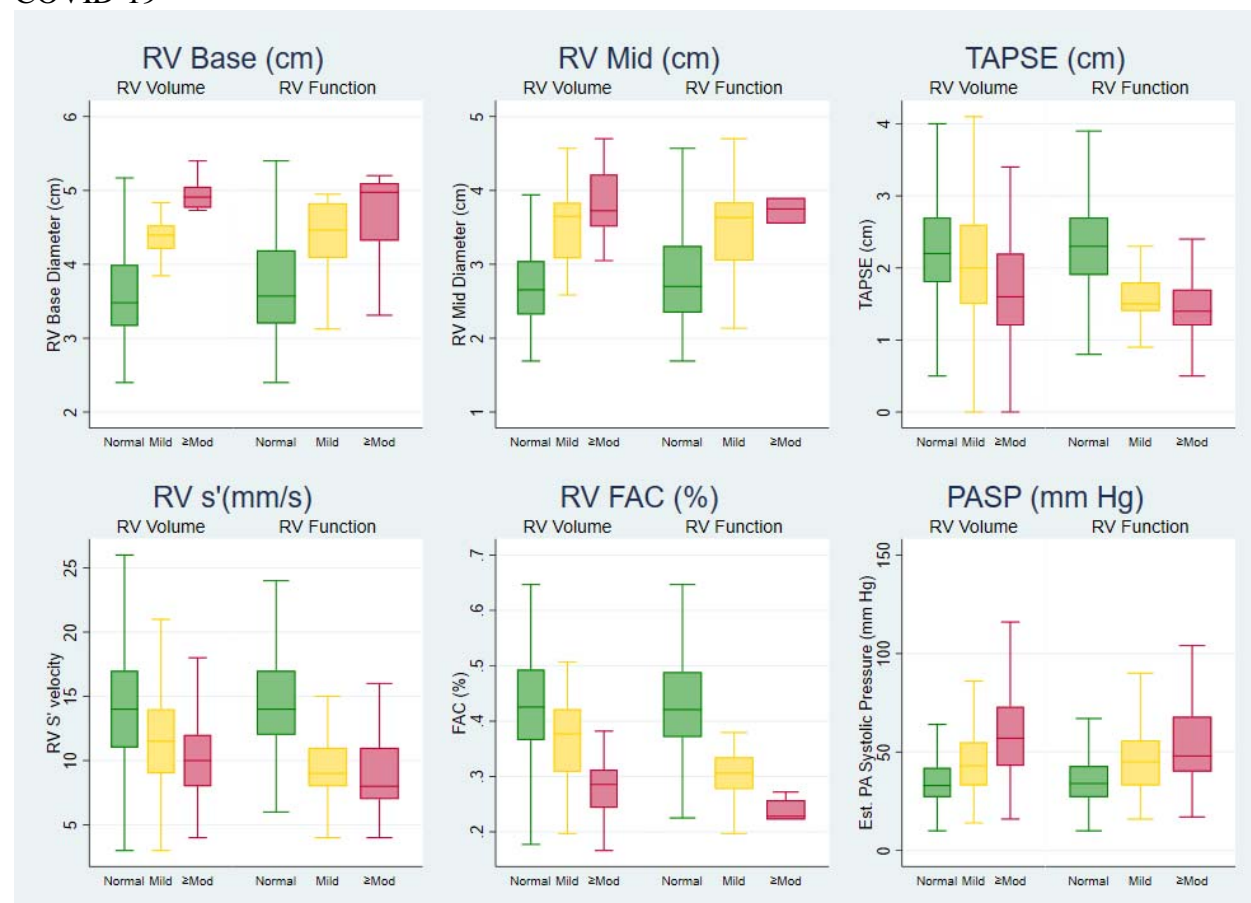 COVID-19
RV Base (cm)
RV Volume RV Function
RV Base Diameter (cm)
6
5
4
3
2
Normal Mild ≥Mod Normal Mild ≥Mod
RV Mid (cm)
RV Volume RV Function
RV Mid Diameter (cm)
5
4
3
2
1
Normal Mild ≥Mod Normal Mild ≥Mod
TAPSE (cm)
RV Volume RV Function
TAPSE (cm)
4
3
2
1
0
Normal Mild ≥Mod Normal Mild ≥Mod
RV s'(mm/s)
RV Volume RV Function
RV S' velocity
25
20
15
10
5
Normal Mild ≥Mod Normal Mild ≥Mod
RV FAC (%)
RV Volume RV Function
FAC (%)
.7
.6
.5
.4
.3
.2
Normal Mild ≥Mod Normal Mild ≥Mod
PASP (mm Hg)
RV Volume RV Function
Est. PA Systolic Pressure (mm Hg)
150
100
50
0
Normal Mild ≥Mod Normal Mild ≥Mod